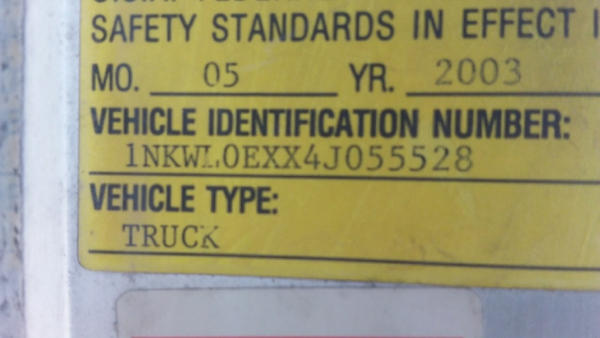 SAFETY STANDARDS IN EFFECT
MO. 05 YR. 2003
VEHICLE IDENTIFICATION NUMBER:
1NKWL0EXX4J055528
VEHICLE TYPE:
TRUCK